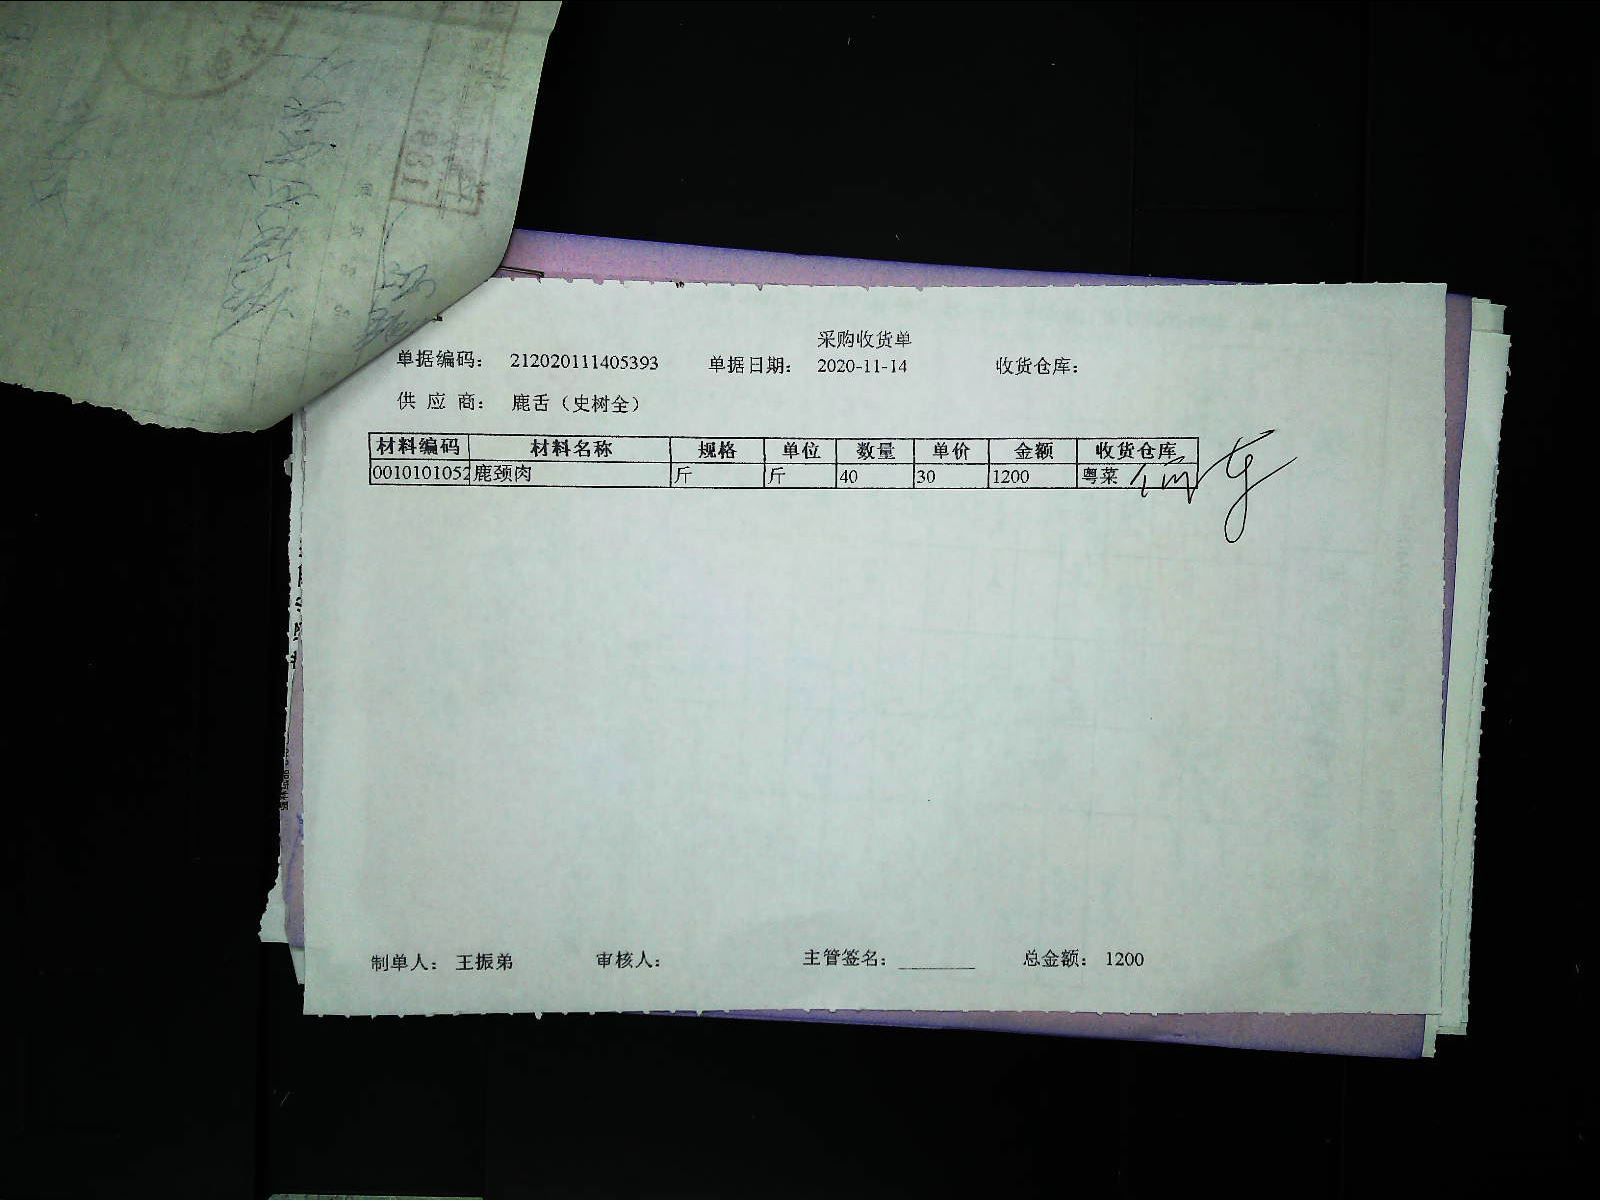 采购收货单
单据编码： 212020111405393 单据日期： 2020-11-14 收货仓库：
供 应 商： 鹿舌（史树全）
材料编码 材料名称 规格 单位 数量 单价 金额 收货仓库
0010101052 鹿颈肉 斤 斤 40 30 1200 粤菜
制单人： 王振弟 审核人： 主管签名：________ 总金额： 1200